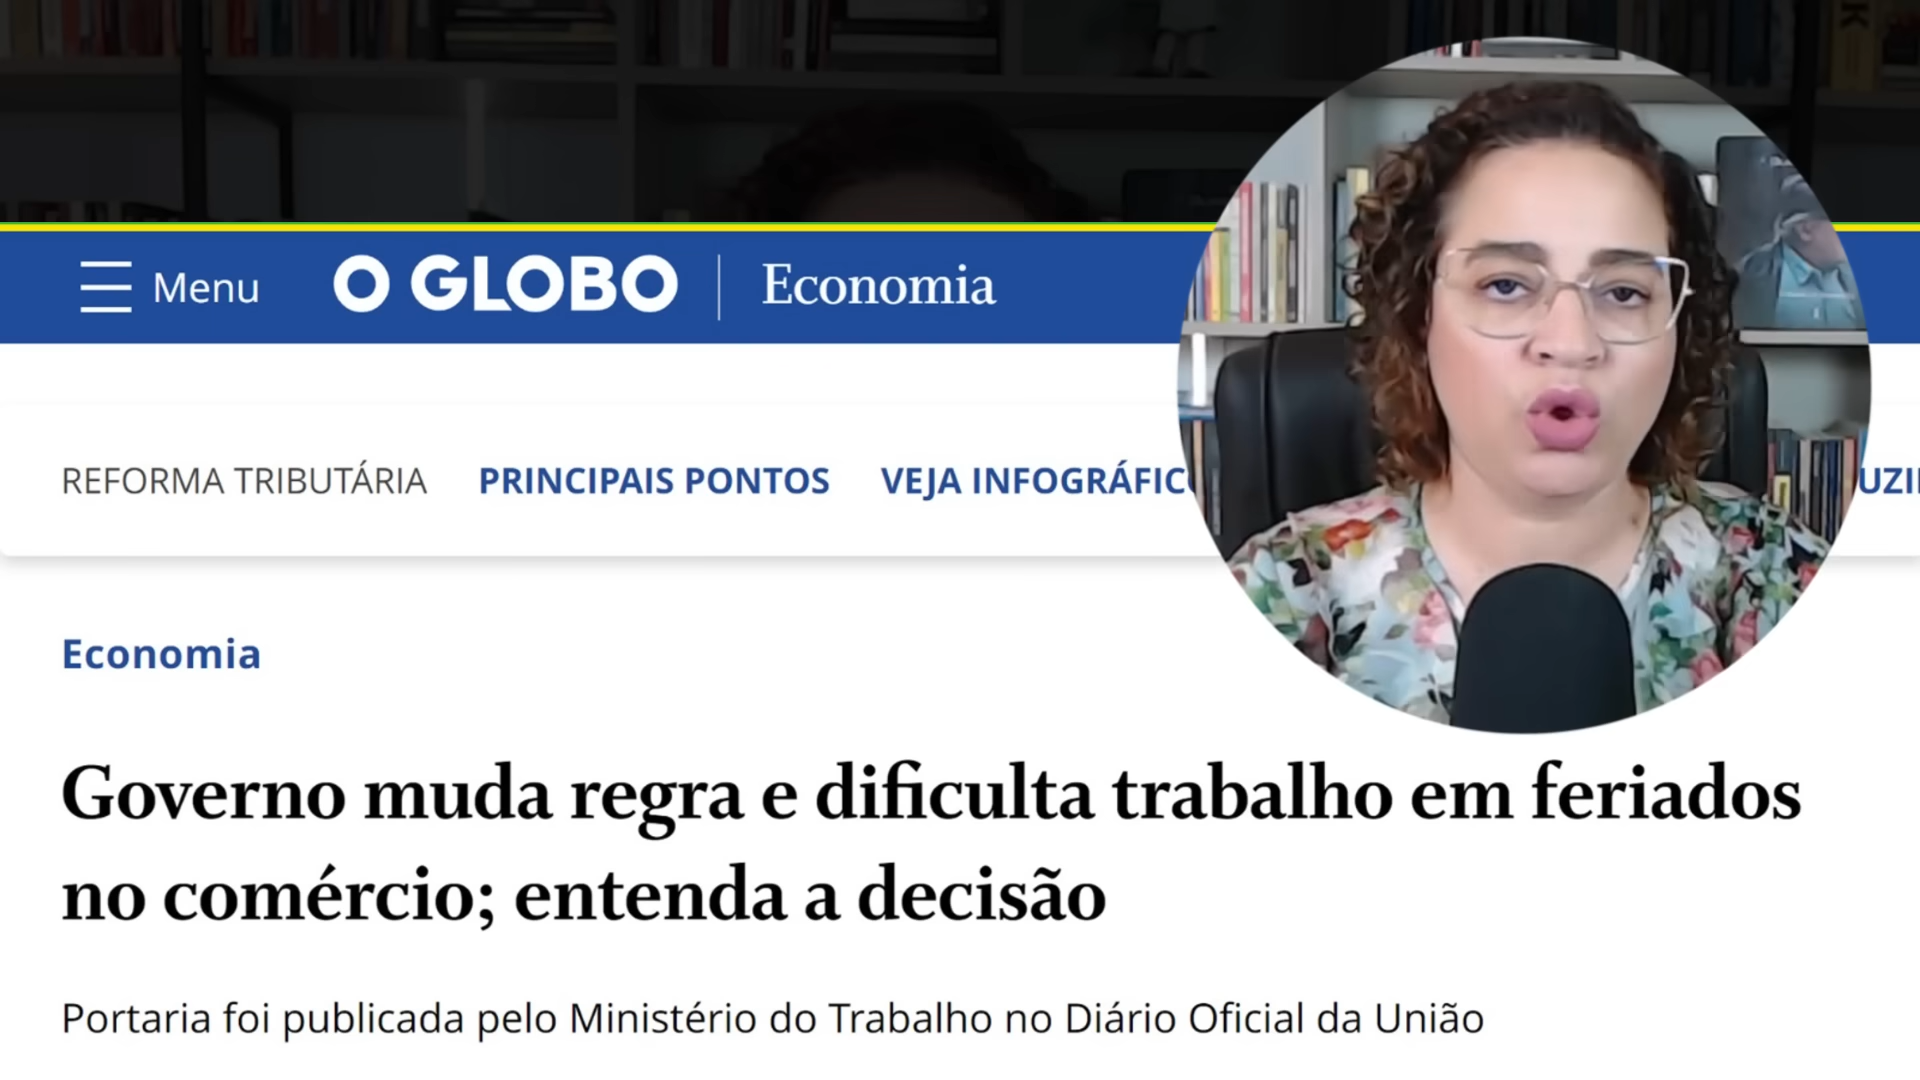 Menu
O GLOBO
Economia
REFORMA TRIBUTÁRIA
PRINCIPAIS PONTOS
VEJA
Economia
Governo muda regra e dificulta trabalho em feriados
no comércio; entenda a decisão
Portaria foi publicada pelo Ministério do Trabalho no Diário Oficial da União